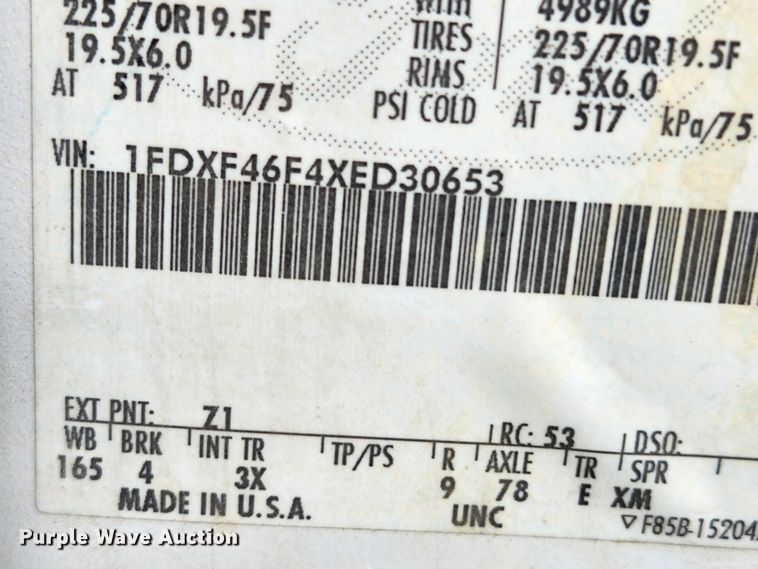 225/70R19.5F
19.5X6.0
AT 517 kPa/75
TIRES
RIMS
PSI COLD
4989KG
225/70R19.5F
19.5X6.0
AT 517 kPa/75
VIN: 1FDXF46F4XED30653
EXT PNT: Z1
RC: 53 DSO:
WB BRK INT TR TP/PS R AXLE TR SPR
165 4 3X 9 78 E XM
MADE IN U.S.A.
UNC
F85B-15204
Purple Wave Auction